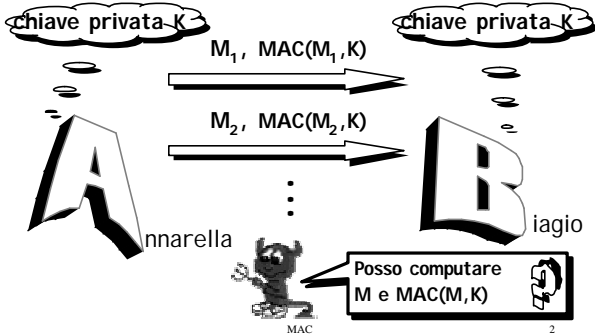 chiave privata K
chiave privata K
M1, MAC(M1,K)
M2, MAC(M2,K)
Annarella
Biagio
Posso computare
M e MAC(M,K)
?
MAC
2